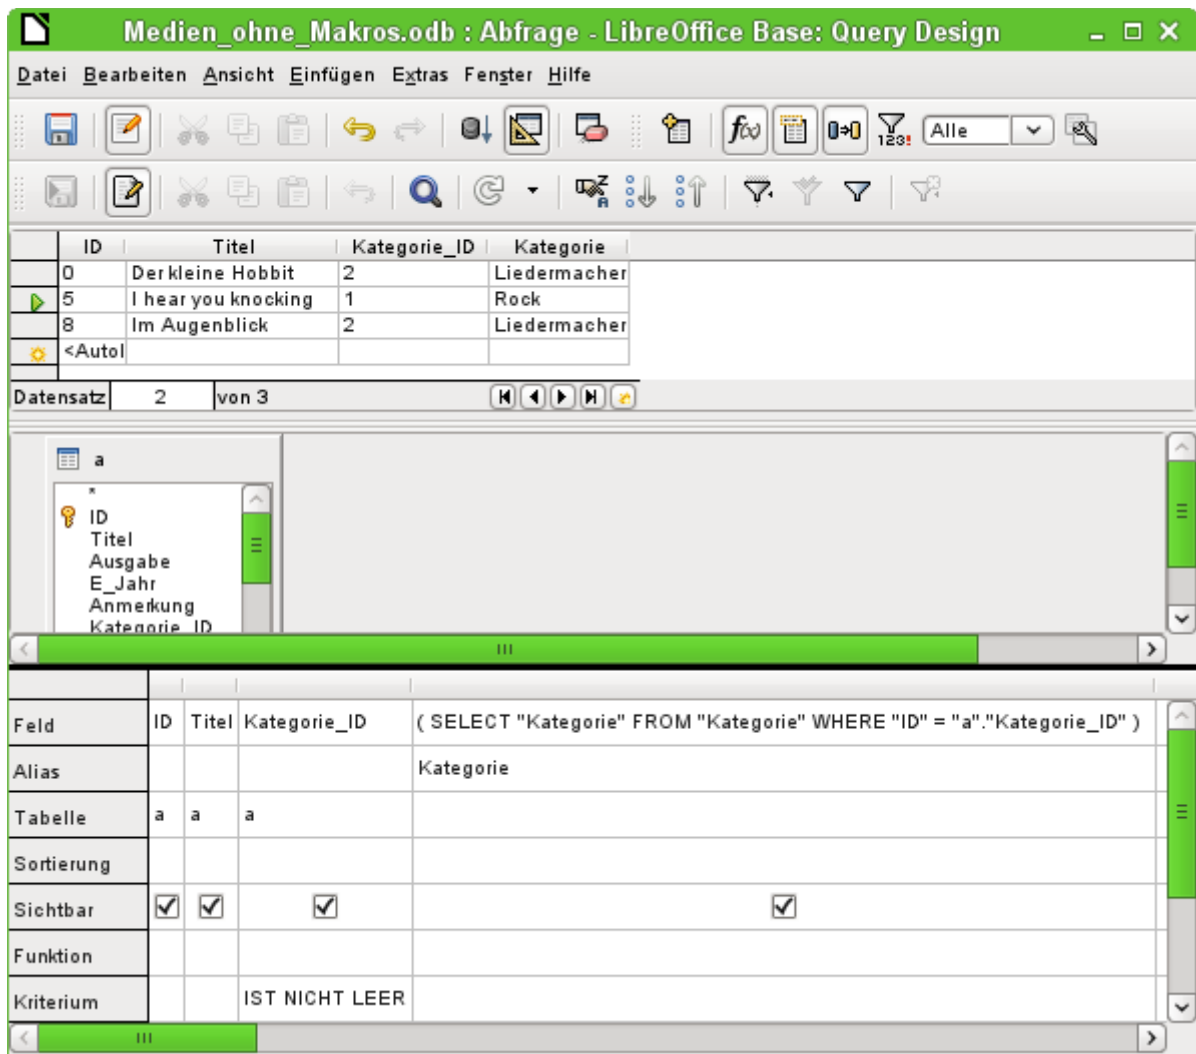 Medien_ohne_Makros.odb : Abfrage - LibreOffice Base: Query Design
Datei Bearbeiten Ansicht Einfügen Extras Fenster Hilfe
f(x) 123! Alle
Z A
ID Titel Kategorie_ID Kategorie
0 Der kleine Hobbit 2 Liedermacher
5 I hear you knocking 1 Rock
8 Im Augenblick 2 Liedermacher
<AutoI
Datensatz 2 von 3
a
*
ID
Titel
Ausgabe
E_Jahr
Anmerkung
Kategorie_ID
Feld ID Titel Kategorie_ID ( SELECT "Kategorie" FROM "Kategorie" WHERE "ID" = "a"."Kategorie_ID" )
Alias Kategorie
Tabelle a a a
Sortierung
Sichtbar
Funktion
Kriterium IST NICHT LEER